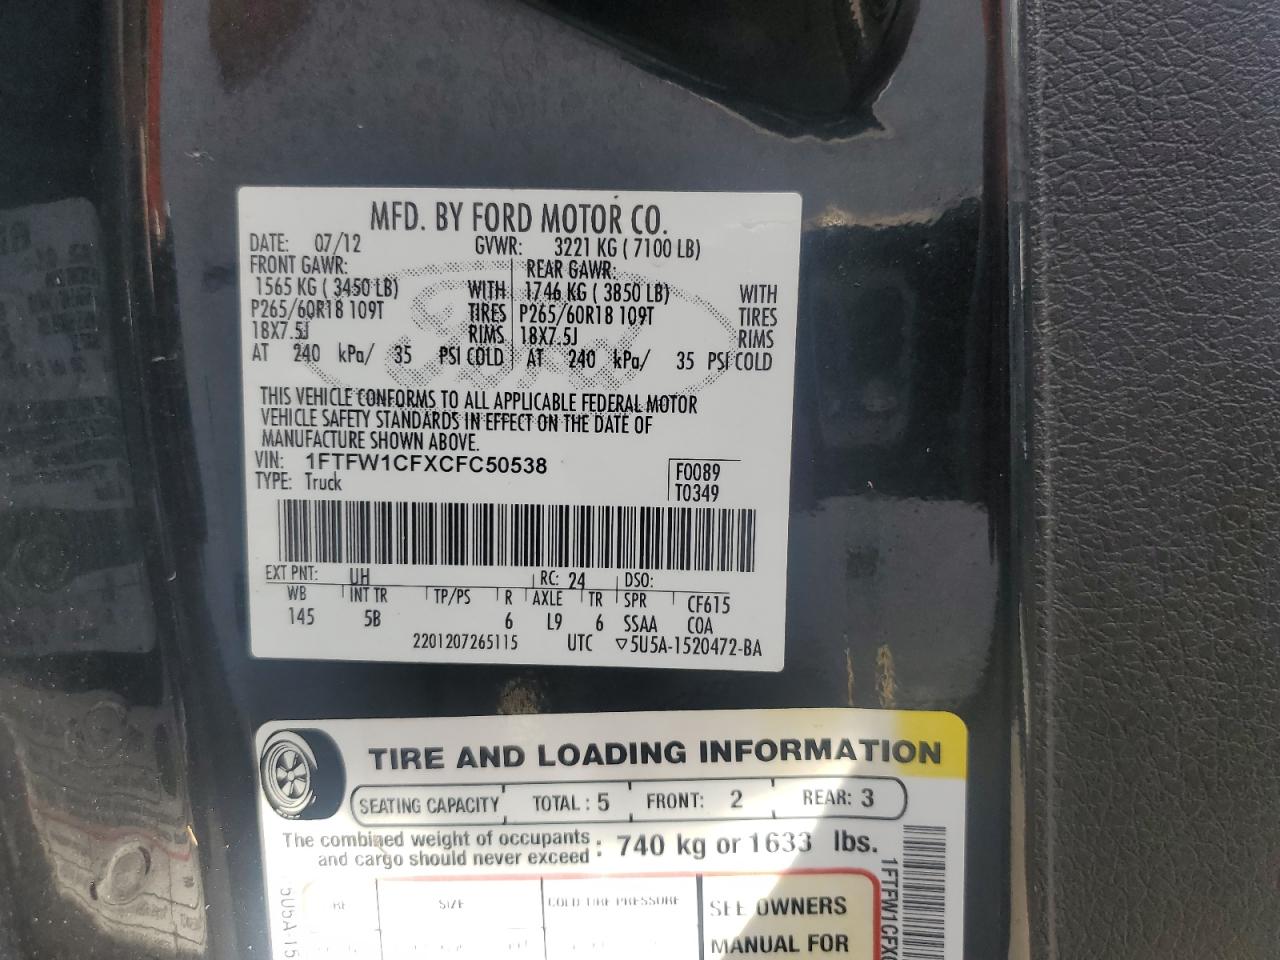 MFD. BY FORD MOTOR CO.
DATE: 07/12 GVWR: 3221 KG ( 7100 LB)
FRONT GAWR: REAR GAWR:
1565 KG ( 3450 LB) WITH 1746 KG ( 3850 LB) WITH
P265/60R18 109T TIRES P265/60R18 109T TIRES
18X7.5J RIMS 18X7.5J RIMS
AT 240 kPa/ 35 PSI COLD AT 240 kPa/ 35 PSI COLD
THIS VEHICLE CONFORMS TO ALL APPLICABLE FEDERAL MOTOR
VEHICLE SAFETY STANDARDS IN EFFECT ON THE DATE OF
MANUFACTURE SHOWN ABOVE.
VIN: 1FTFW1CFXCFC50538 F0089
TYPE: Truck T0349
EXT PNT: UH RC: 24 DSO:
WB INT TR TP/PS R AXLE TR SPR CF615
145 5B 6 L9 6 SSAA COA
2201207265115 UTC ▽5U5A-1520472-BA
TIRE AND LOADING INFORMATION
SEATING CAPACITY TOTAL : 5 FRONT: 2 REAR: 3
The combined weight of occupants
and cargo should never exceed : 740 kg or 1633 lbs.
SIZE COLD TIRE PRESSURE SEE OWNERS
MANUAL FOR
1FTFW1CFX
5U5A-15